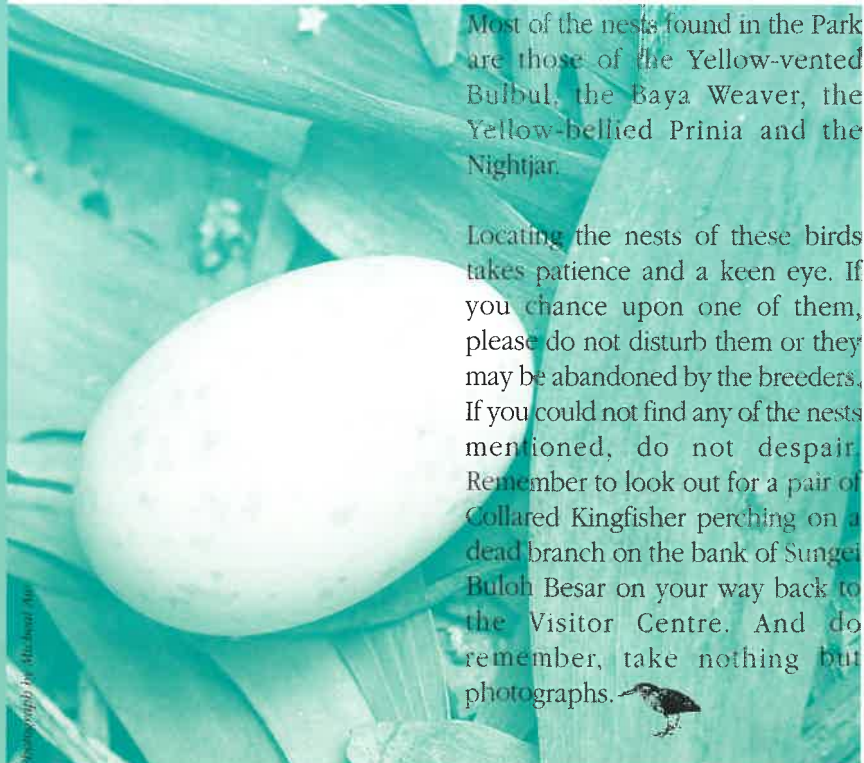 Most of the nests found in the Park
are those of the Yellow-vented
Bulbul, the Baya Weaver, the
Yellow-bellied Prinia and the
Nightjar.
Locating the nests of these birds
takes patience and a keen eye. If
you chance upon one of them,
please do not disturb them or they
may be abandoned by the breeders.
If you could not find any of the nests
mentioned, do not despair.
Remember to look out for a pair of
Collared Kingfisher perching on a
dead branch on the bank of Sungei
Buloh Besar on your way back to
the Visitor Centre. And do
remember, take nothing but
photographs.
Photograph by